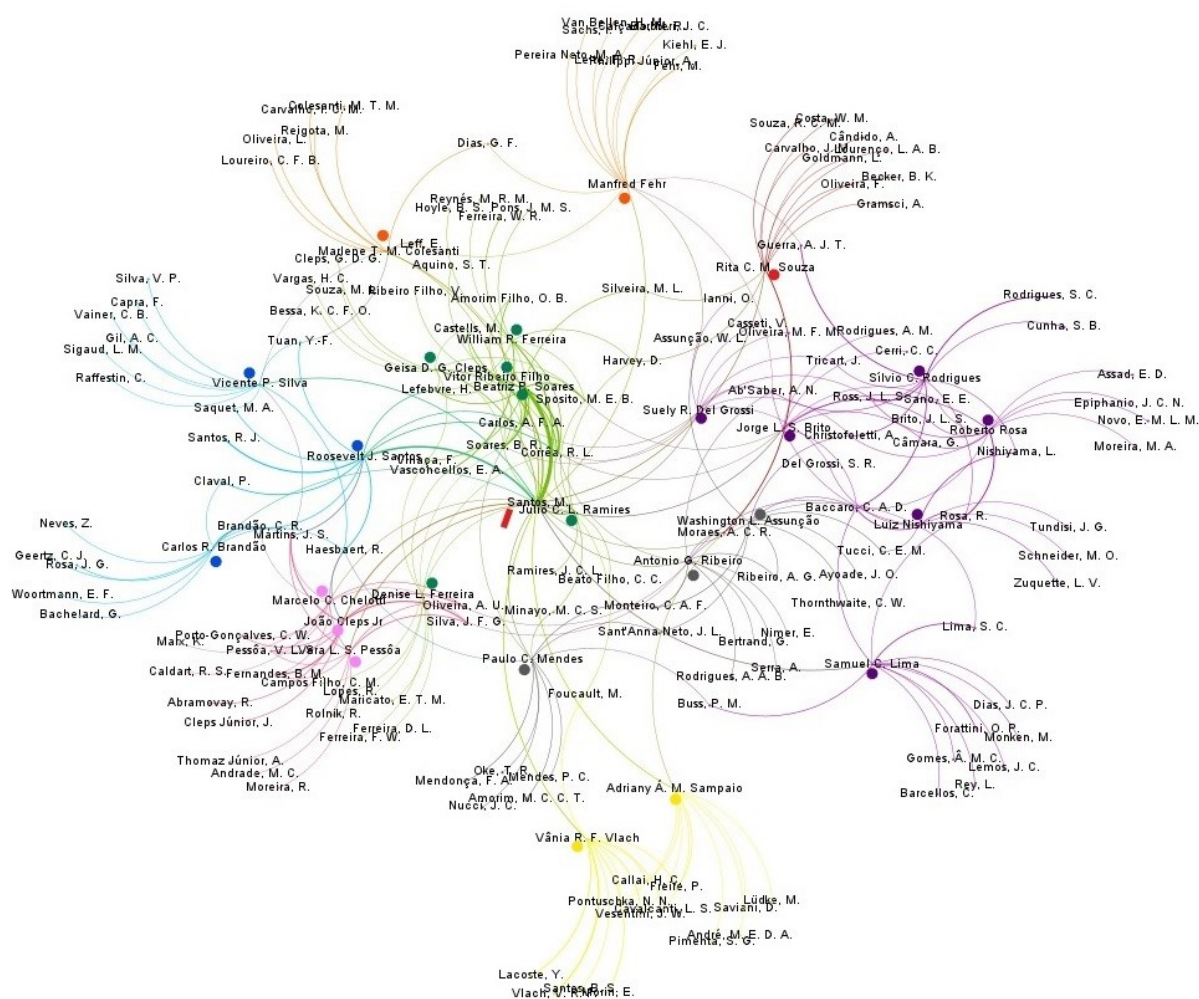 Van Bellen, H. M.
Sachs, I.
Kiehl, E. J.
Pereira Neto, M. A.
Philippi Júnior, A.
Fehr, M.
Colesanti, M. T. M.
Carvalho, I. C. M.
Reigota, M.
Oliveira, L.
Loureiro, C. F. B.
Dias, G. F.
Manfred Fehr
Costa, W. M.
Souza, R. C. M.
Cândido, A.
Carvalho, J. M.
Lourenço, L. A. B.
Goldmann, L.
Becker, B. K.
Oliveira, F.
Gramsci, A.
Reynés, M. R. M.
Hoyle, B. S.
Pons, J. M. S.
Ferreira, W. R.
Leff, E.
Marlene T. M. Colesanti
Cleps, G. D. G.
Aquino, S. T.
Guerra, A. J. T.
Rita C. M. Souza
Silva, V. P.
Vargas, H. C.
Souza, M. L.
Ribeiro Filho, V.
Amorim Filho, O. B.
Silveira, M. L.
Ianni, O.
Rodrigues, S. C.
Capra, F.
Vainer, C. B.
Bessa, K. C. F. O.
Castells, M.
William R. Ferreira
Casseti, V.
Oliveira, M. F. M.
Rodrigues, A. M.
Cunha, S. B.
Gil, A. C.
Sigaud, L. M.
Tuan, Y.-F.
Assunção, W. L.
Cerri, C. C.
Raffestin, C.
Vicente P. Silva
Geisa D. G. Cleps
Vitor Ribeiro Filho
Harvey, D.
Tricart, J.
Silvio C. Rodrigues
Assad, E. D.
Lefebvre, H.
Beatriz R. Soares
Sposito, M. E. B.
Ab'Saber, A. N.
Ross, J. L. S.
Sano, E. E.
Epiphanio, J. C. N.
Saquet, M. A.
Suely R. Del Grossi
Brito, J. L. S.
Novo, E. M. L. M.
Carlos, A. F. A.
Jorge L. S. Brito
Christofoletti, A.
Roberto Rosa
Santos, R. J.
Soares, B. R.
Corrêa, R. L.
Câmara, G.
Nishiyama, L.
Moreira, M. A.
Roosevelt J. Santos
Vinaça, F.
Vasconcellos, E. A.
Del Grossi, S. R.
Claval, P.
Santos, M.
Julio C. L. Ramires
Baccaro, C. A. D.
Rosa, R.
Neves, Z.
Brandão, C. R.
Martins, J. S.
Washington L. Assunção
Moraes, A. C. R.
Luiz Nishiyama
Tundisi, J. G.
Geertz, C. J.
Rosa, J. G.
Carlos R. Brandão
Haesbaert, R.
Tucci, C. E. M.
Schneider, M. O.
Ramires, J. C. L.
Beato Filho, C. C.
Antonio G. Ribeiro
Ribeiro, A. G.
Ayoade, J. O.
Zuquette, L. V.
Woortmann, E. F.
Bachelard, G.
Marcelo C. Chelotti
Denise L. Ferreira
Oliveira, A. U.
Minayo, M. C. S.
Monteiro, C. A. F.
Thornthwaite, C. W.
João Cleps Jr
Silva, J. F. G.
Sant'Anna Neto, J. L.
Bertrand, G.
Nimer, E.
Lima, S. C.
Porto-Gonçalves, C. W.
Marx, K.
Pessôa, V. L. S.
Vera L. S. Pessôa
Paulo C. Mendes
Serra, A.
Samuel C. Lima
Caldart, R. S.
Fernandes, B. M.
Campos Filho, C. M.
Rodrigues, A. A. B.
Abramovay, R.
Lopes, R.
Maricato, E. T. M.
Foucault, M.
Buss, P. M.
Dias, J. C. P.
Cleps Júnior, J.
Rolnik, R.
Ferreira, D. L.
Ferreira, F. W.
Forattini, O. P.
Monken, M.
Thomaz Júnior, A.
Andrade, M. C.
Moreira, R.
Oke, T. R.
Mendonça, F. A.
Mendes, P. C.
Gomes, Â. M. C.
Lemos, J. C.
Rey, L.
Barcellos, C.
Amorim, M. C. C. T.
Nucci, J. C.
Adriany Á. M. Sampaio
Vânia R. F. Vlach
Callai, H. C.
Freire, P.
Pontuschka, N. N.
Cavalcanti, L. S.
Vesentini, J. W.
Saviani, D.
Lüdke, M.
André, M. E. D. A.
Pimenta, S. G.
Lacoste, Y.
Santos, B. S.
Morin, E.